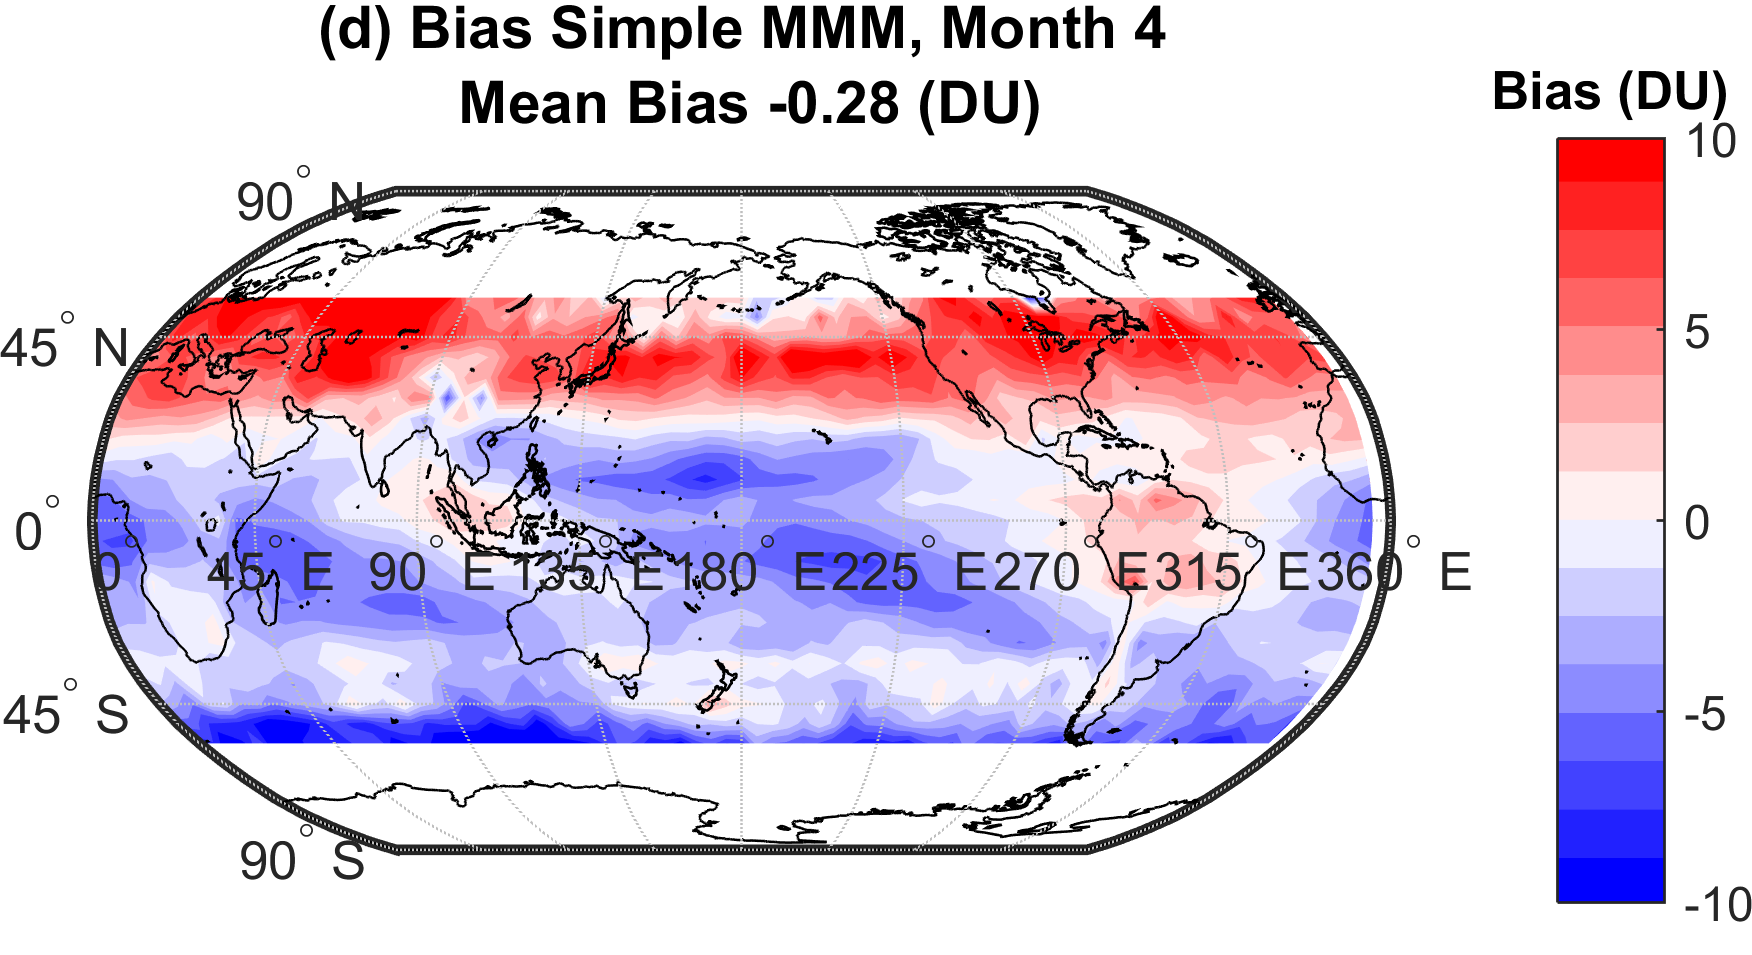 (d) Bias Simple MMM, Month 4
Mean Bias -0.28 (DU)
Bias (DU)
10
5
0
-5
-10
90° N
45° N
0°
45° S
90° S
0° 45° E 90° E 135° E 180° E 225° E 270° E 315° E 360° E